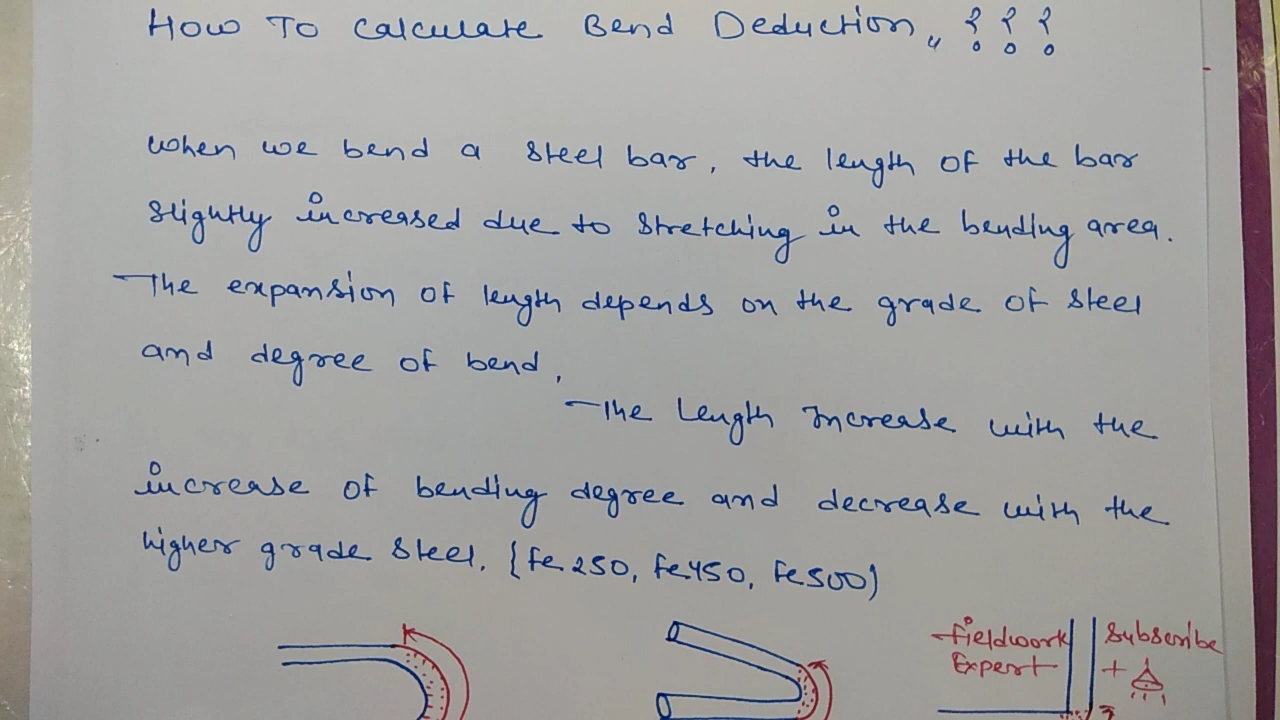 How To Calculate Bend Deduction,, ???
When we bend a steel bar, the length of the bar
slightly increased due to stretching in the bending area.
The expansion of length depends on the grade of steel
and degree of bend,
The Length Increase with the
increase of bending degree and decrease with the
higher grade steel. {fe 250, fe450, fe500)
fieldwork
Expert
Subscribe
+